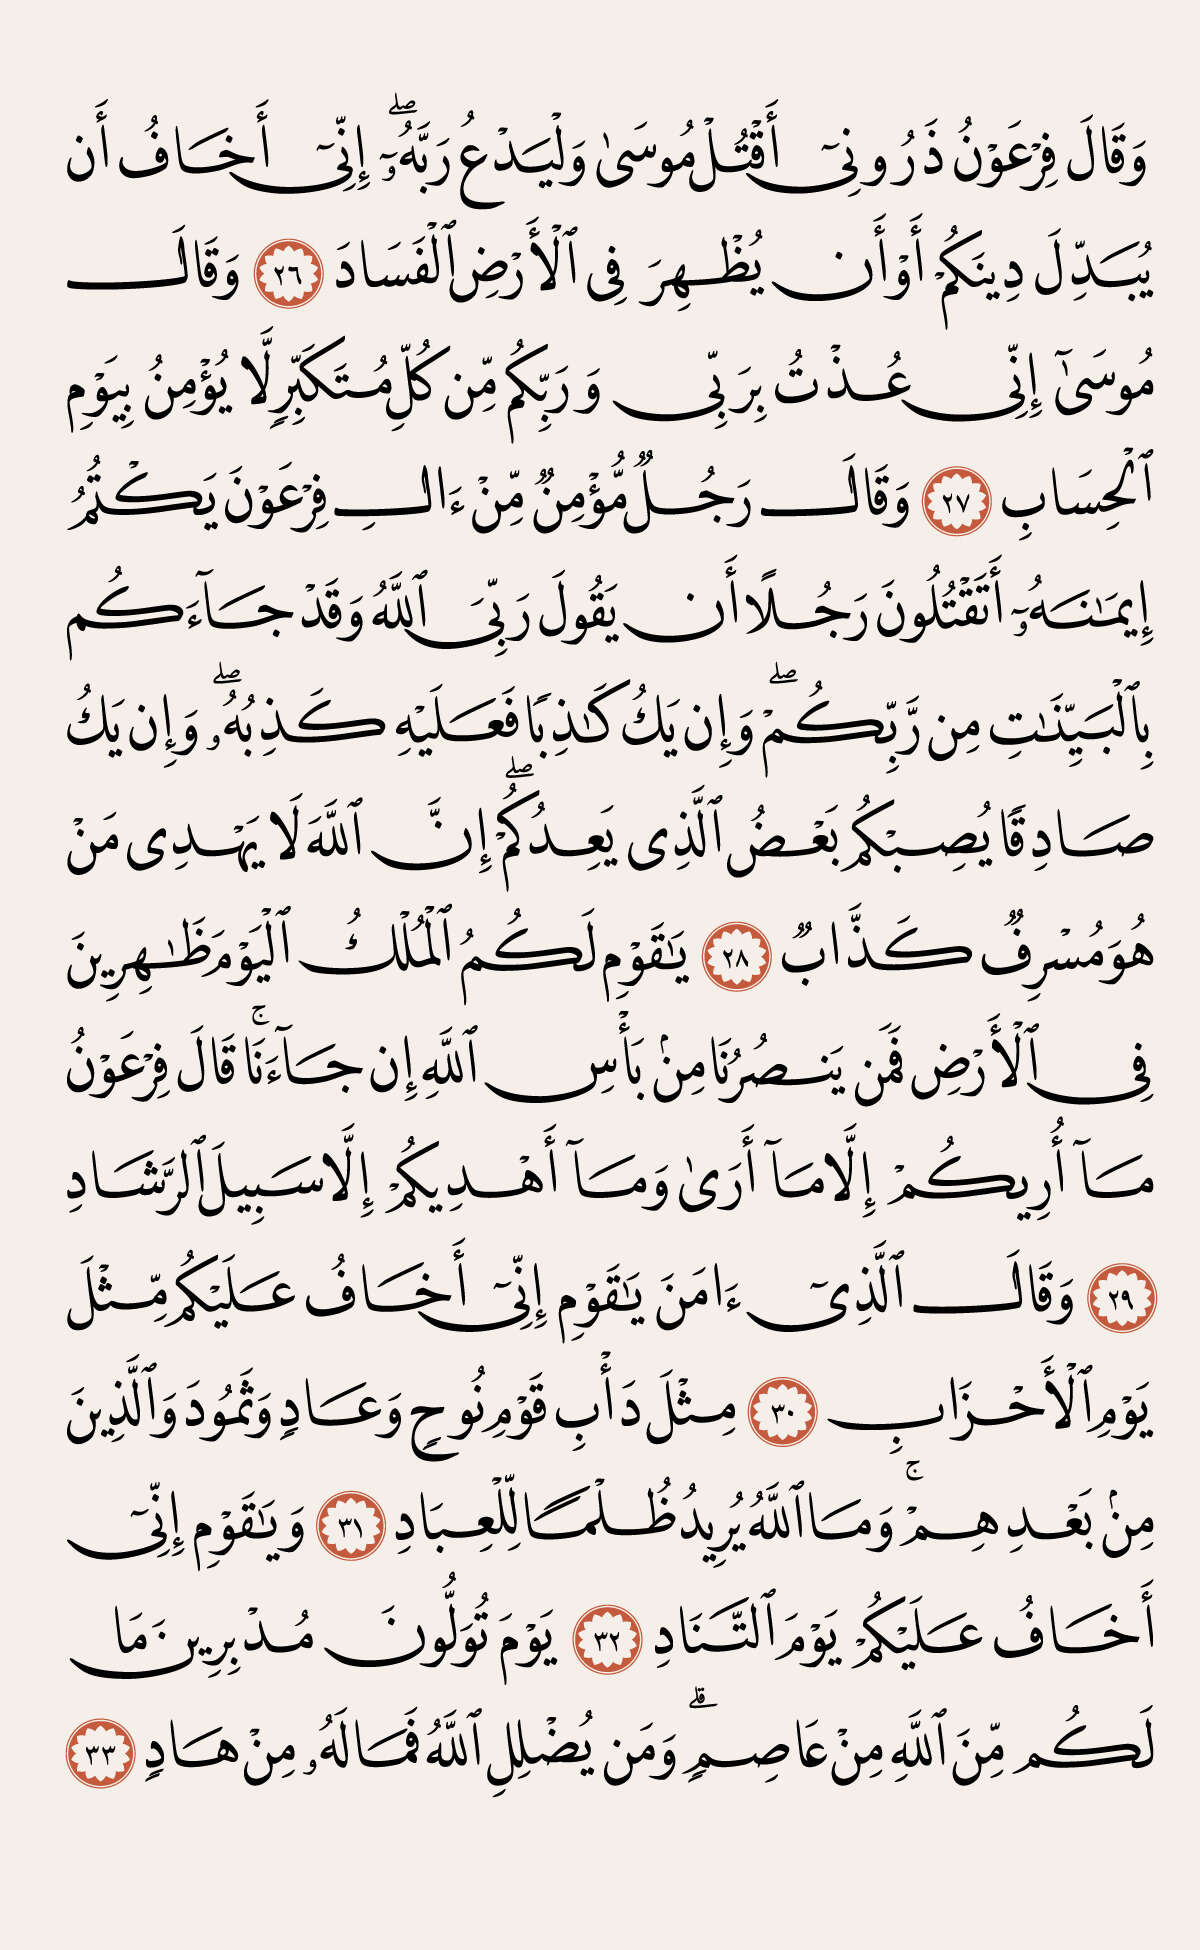 وَقَالَ فِرْعَوْنُ ذَرُونِىٓ أَقْتُلْ مُوسَىٰ وَلْيَدْعُ رَبَّهُۥٓ ۖ إِنِّىٓ أَخَافُ أَن
يُبَدِّلَ دِينَكُمْ أَوْ أَن يُظْهِرَ فِى ٱلْأَرْضِ ٱلْفَسَادَ ٢٦ وَقَالَ
مُوسَىٰٓ إِنِّى عُذْتُ بِرَبِّى وَرَبِّكُم مِّن كُلِّ مُتَكَبِّرٍ لَّا يُؤْمِنُ بِيَوْمِ
ٱلْحِسَابِ ٢٧ وَقَالَ رَجُلٌ مُّؤْمِنٌ مِّنْ ءَالِ فِرْعَوْنَ يَكْتُمُ
إِيمَـٰنَهُۥٓ أَتَقْتُلُونَ رَجُلًا أَن يَقُولَ رَبِّىَ ٱللَّهُ وَقَدْ جَآءَكُم
بِٱلْبَيِّنَـٰتِ مِن رَّبِّكُمْ ۖ وَإِن يَكُ كَـٰذِبًا فَعَلَيْهِ كَذِبُهُۥ ۖ وَإِن يَكُ
صَادِقًا يُصِبْكُم بَعْضُ ٱلَّذِى يَعِدُكُمْ ۖ إِنَّ ٱللَّهَ لَا يَهْدِى مَنْ
هُوَ مُسْرِفٌ كَذَّابٌ ٢٨ يَـٰقَوْمِ لَكُمُ ٱلْمُلْكُ ٱلْيَوْمَ ظَـٰهِرِينَ
فِى ٱلْأَرْضِ فَمَن يَنصُرُنَا مِنۢ بَأْسِ ٱللَّهِ إِن جَآءَنَا ۚ قَالَ فِرْعَوْنُ
مَآ أُرِيكُمْ إِلَّا مَآ أَرَىٰ وَمَآ أَهْدِيكُمْ إِلَّا سَبِيلَ ٱلرَّشَادِ
٢٩ وَقَالَ ٱلَّذِىٓ ءَامَنَ يَـٰقَوْمِ إِنِّىٓ أَخَافُ عَلَيْكُم مِّثْلَ
يَوْمِ ٱلْأَحْزَابِ ٣٠ مِثْلَ دَأْبِ قَوْمِ نُوحٍ وَعَادٍ وَثَمُودَ وَٱلَّذِينَ
مِنۢ بَعْدِهِمْ ۚ وَمَا ٱللَّهُ يُرِيدُ ظُلْمًا لِّلْعِبَادِ ٣١ وَيَـٰقَوْمِ إِنِّىٓ
أَخَافُ عَلَيْكُمْ يَوْمَ ٱلتَّنَادِ ٣٢ يَوْمَ تُوَلُّونَ مُدْبِرِينَ مَا
لَكُم مِّنَ ٱللَّهِ مِنْ عَاصِمٍ ۗ وَمَن يُضْلِلِ ٱللَّهُ فَمَا لَهُۥ مِنْ هَادٍ ٣٣